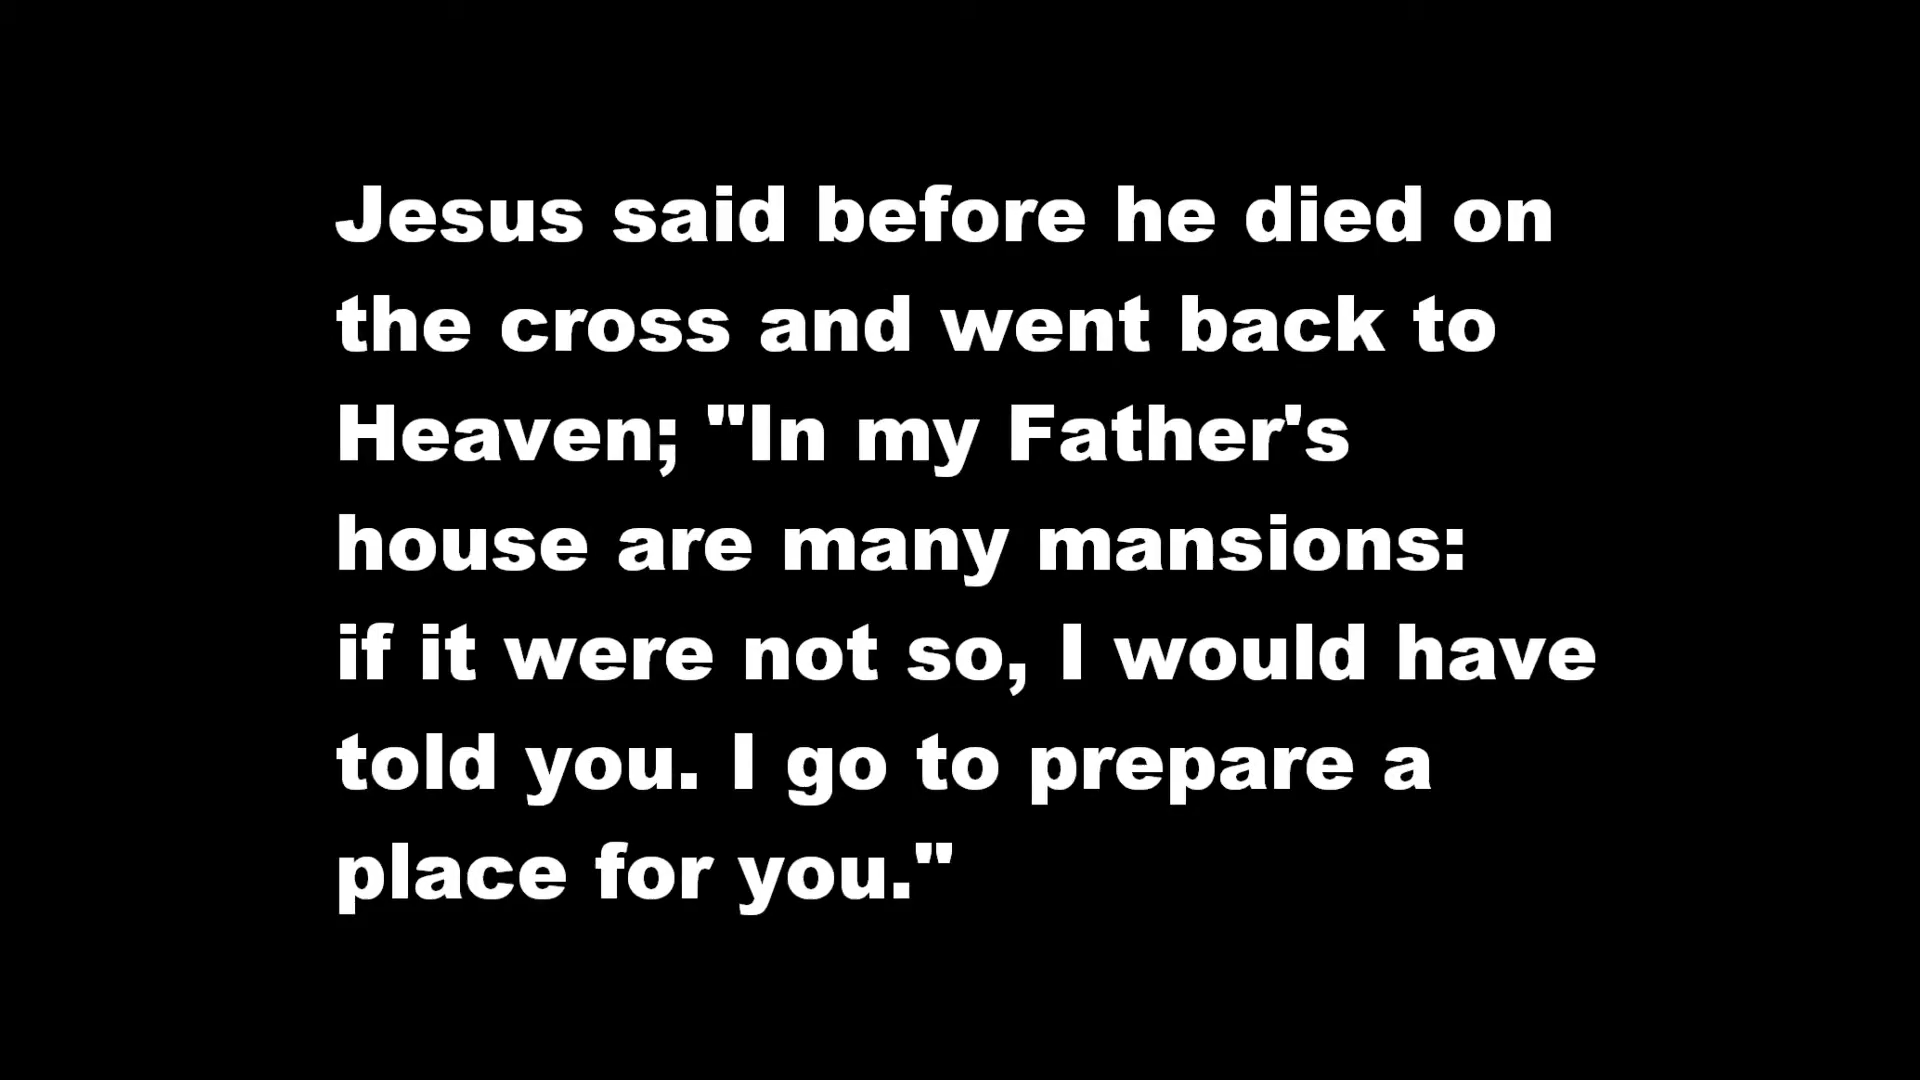 Jesus said before he died on
the cross and went back to
Heaven; "In my Father's
house are many mansions:
if it were not so, I would have
told you. I go to prepare a
place for you."